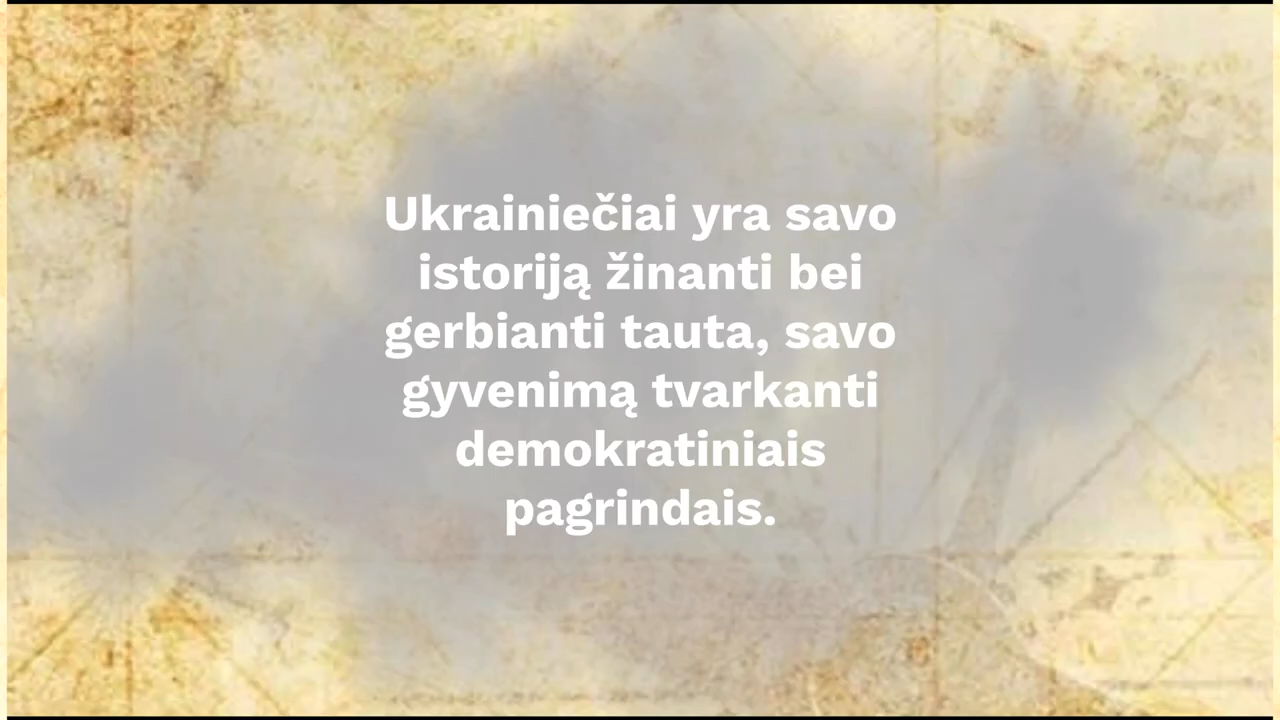 Ukrainiečiai yra savo
istoriją žinanti bei
gerbianti tauta, savo
gyvenimą tvarkanti
demokratiniais
pagrindais.